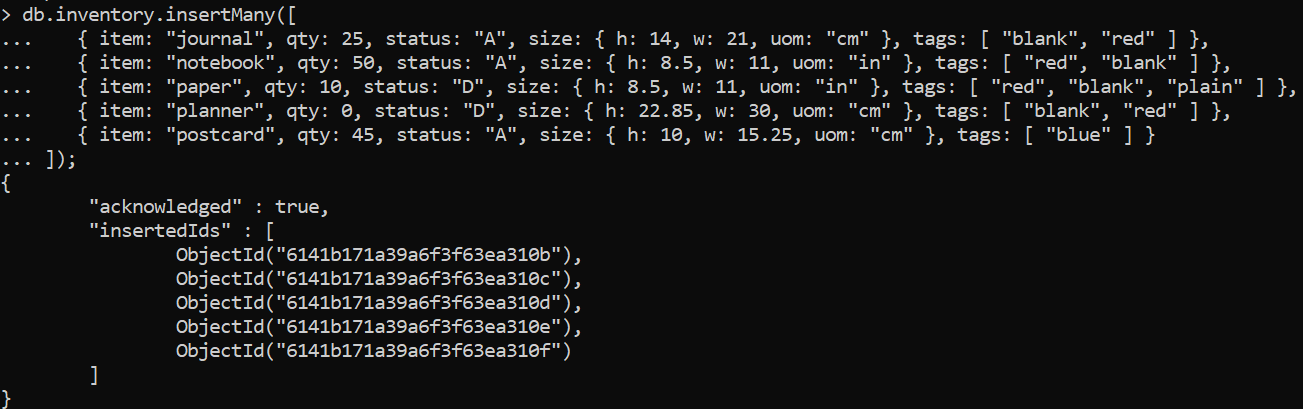 > db.inventory.insertMany([
...    { item: "journal", qty: 25, status: "A", size: { h: 14, w: 21, uom: "cm" }, tags: [ "blank", "red" ] },
...    { item: "notebook", qty: 50, status: "A", size: { h: 8.5, w: 11, uom: "in" }, tags: [ "red", "blank" ] },
...    { item: "paper", qty: 10, status: "D", size: { h: 8.5, w: 11, uom: "in" }, tags: [ "red", "blank", "plain" ] },
...    { item: "planner", qty: 0, status: "D", size: { h: 22.85, w: 30, uom: "cm" }, tags: [ "blank", "red" ] },
...    { item: "postcard", qty: 45, status: "A", size: { h: 10, w: 15.25, uom: "cm" }, tags: [ "blue" ] }
... ]);
{
        "acknowledged" : true,
        "insertedIds" : [
                ObjectId("6141b171a39a6f3f63ea310b"),
                ObjectId("6141b171a39a6f3f63ea310c"),
                ObjectId("6141b171a39a6f3f63ea310d"),
                ObjectId("6141b171a39a6f3f63ea310e"),
                ObjectId("6141b171a39a6f3f63ea310f")
        ]
}